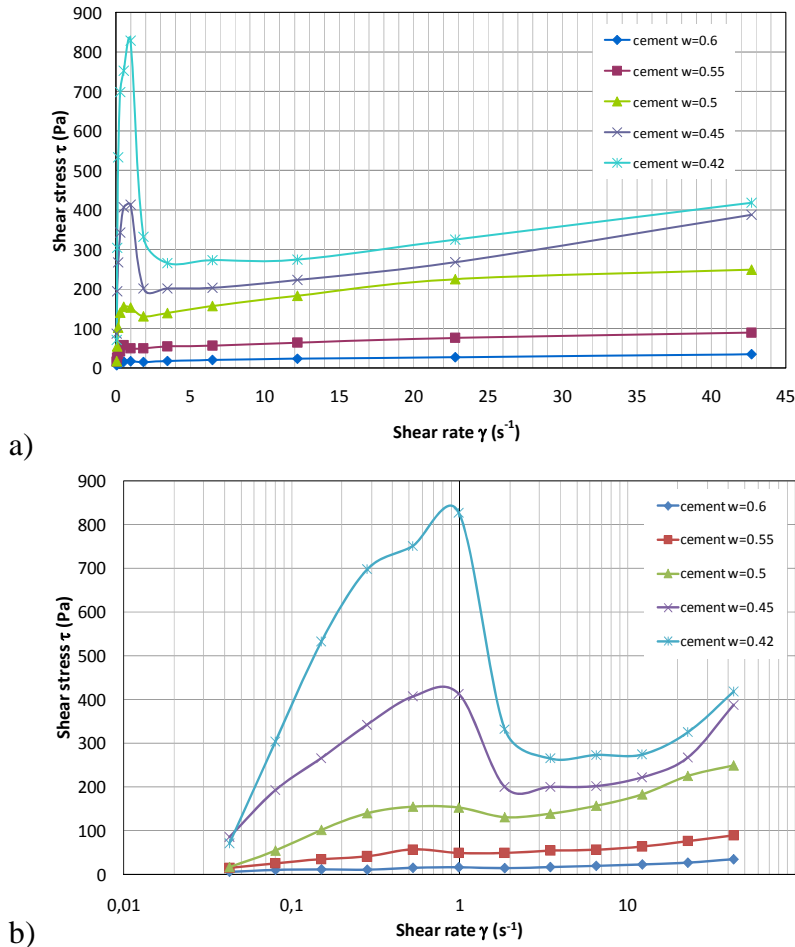 900
800
700
600
500
400
300
200
100
0
Shear stress τ (Pa)
cement w=0.6
cement w=0.55
cement w=0.5
cement w=0.45
cement w=0.42
0 5 10 15 20 25 30 35 40 45
Shear rate γ (s⁻¹)
a)
900
800
700
600
500
400
300
200
100
0
Shear stress τ (Pa)
cement w=0.6
cement w=0.55
cement w=0.5
cement w=0.45
cement w=0.42
0,01 0,1 1 10
Shear rate γ (s⁻¹)
b)